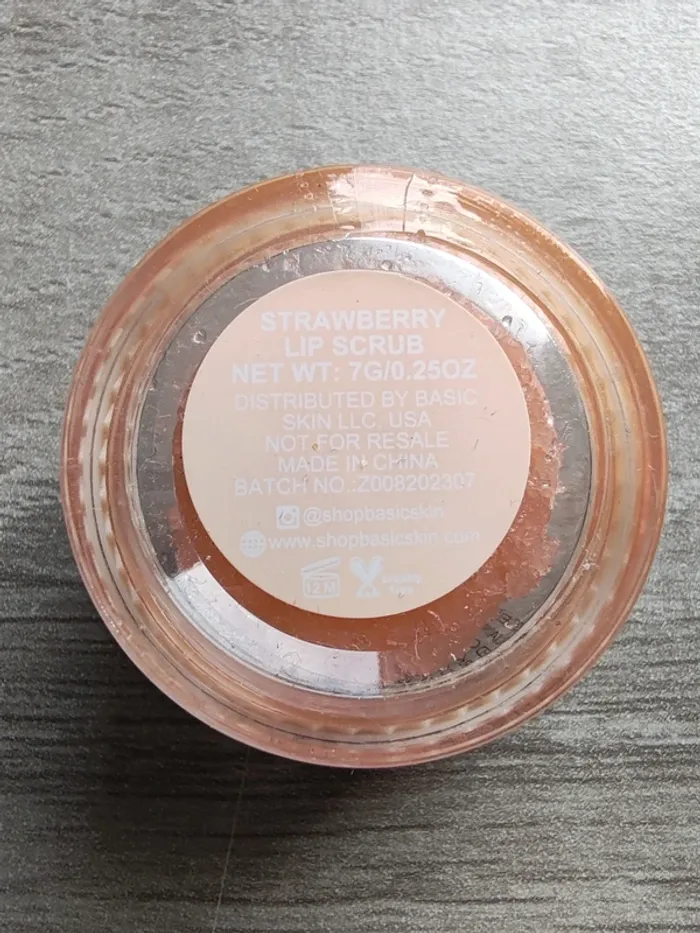 STRAWBERRY
LIP SCRUB
NET WT: 7G/0.25OZ
DISTRIBUTED BY BASIC
SKIN LLC. USA
NOT FOR RESALE
MADE IN CHINA
BATCH NO.:Z008202307
@shopbasicskin
www.shopbasicskin.com
12M